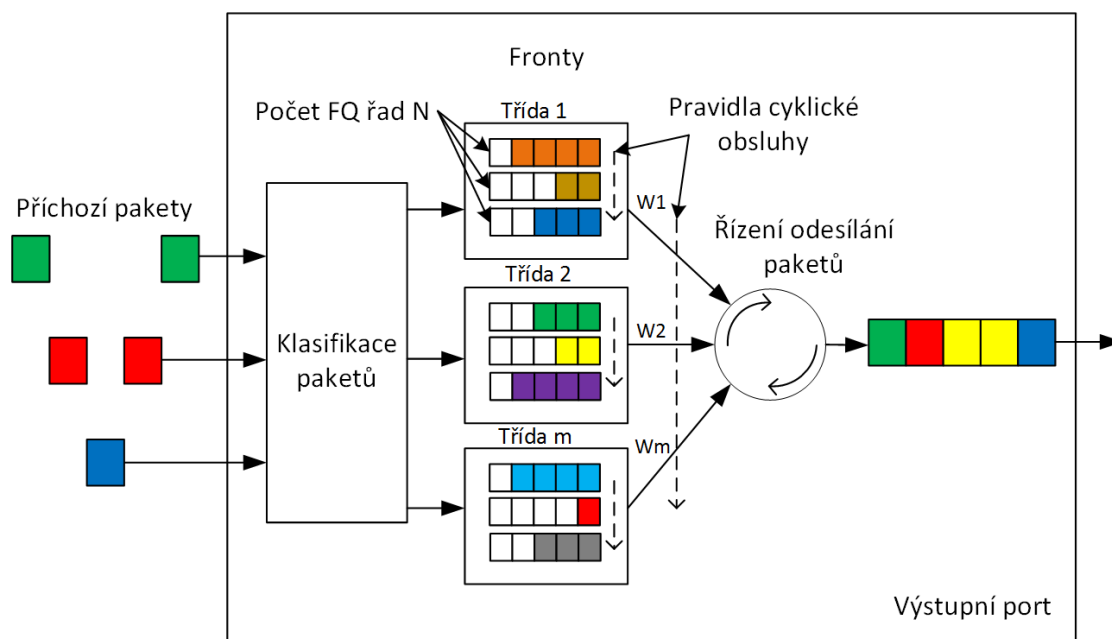 Fronty
Počet FQ řad N
Třída 1
Pravidla cyklické
obsluhy
Příchozí pakety
W1
Řízení odesílání
paketů
Třída 2
Klasifikace
paketů
W2
Třída m
Wm
Výstupní port